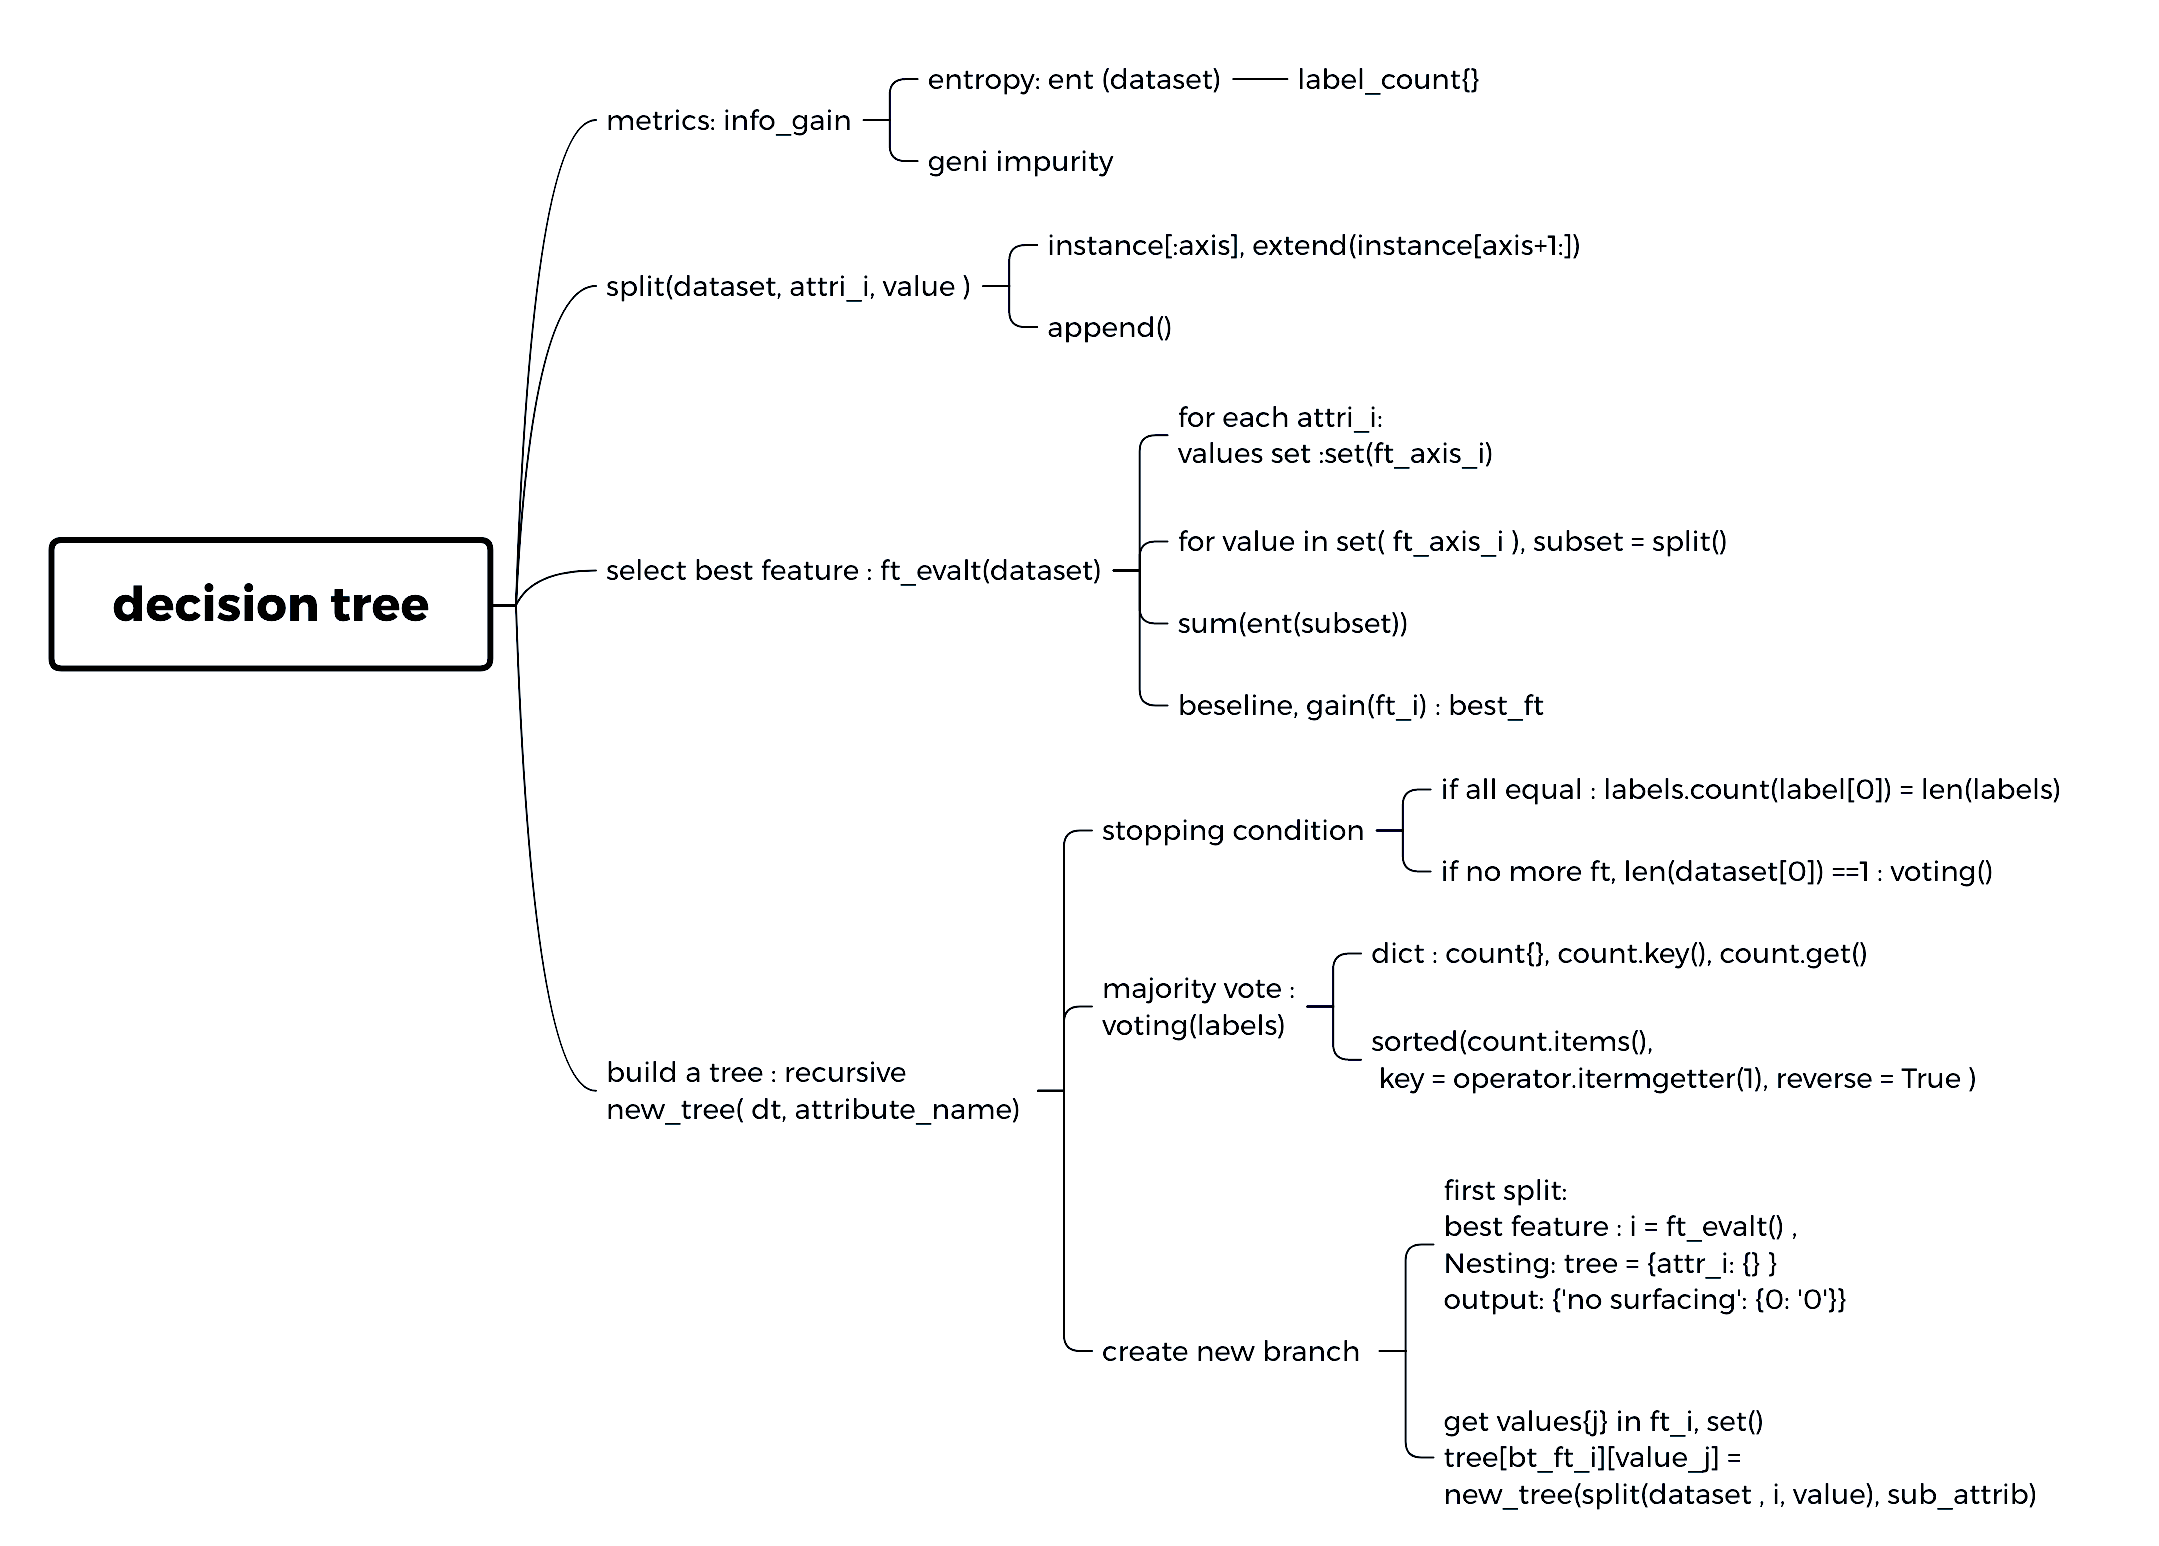 entropy: ent (dataset)
label_count{}
metrics: info_gain
geni impurity
instance[:axis], extend(instance[axis+1:])
split(dataset, attri_i, value )
append()
for each attri_i:
values set :set(ft_axis_i)
for value in set( ft_axis_i ), subset = split()
select best feature : ft_evalt(dataset)
decision tree
sum(ent(subset))
beseline, gain(ft_i) : best_ft
if all equal : labels.count(label[0]) = len(labels)
stopping condition
if no more ft, len(dataset[0]) ==1 : voting()
dict : count{}, count.key(), count.get()
majority vote :
voting(labels)
sorted(count.items(),
key = operator.itermgetter(1), reverse = True )
build a tree : recursive
new_tree( dt, attribute_name)
first split:
best feature : i = ft_evalt() ,
Nesting: tree = {attr_i: {} }
output: {'no surfacing': {0: '0'}}
create new branch
get values{j} in ft_i, set()
tree[bt_ft_i][value_j] =
new_tree(split(dataset , i, value), sub_attrib)